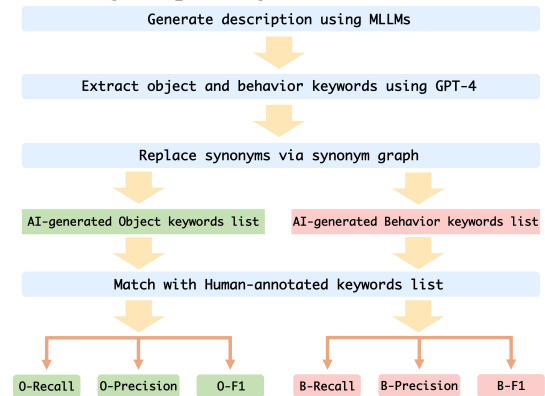 Generate description using MLLMs
Extract object and behavior keywords using GPT-4
Replace synonyms via synonym graph
AI-generated Object keywords list
AI-generated Behavior keywords list
Match with Human-annotated keywords list
O-Recall
O-Precision
O-F1
B-Recall
B-Precision
B-F1